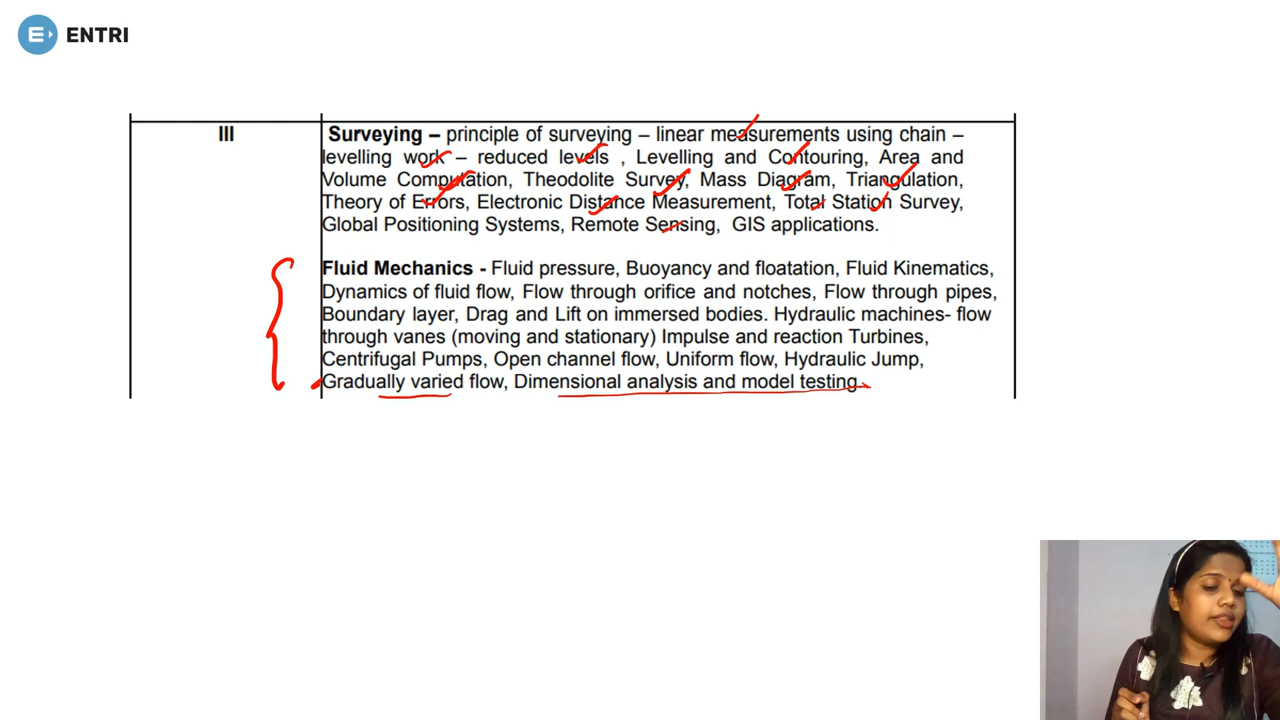 ENTRI
III
Surveying – principle of surveying – linear measurements using chain –
levelling work – reduced levels , Levelling and Contouring, Area and
Volume Computation, Theodolite Survey, Mass Diagram, Triangulation,
Theory of Errors, Electronic Distance Measurement, Total Station Survey,
Global Positioning Systems, Remote Sensing, GIS applications.
Fluid Mechanics - Fluid pressure, Buoyancy and floatation, Fluid Kinematics,
Dynamics of fluid flow, Flow through orifice and notches, Flow through pipes,
Boundary layer, Drag and Lift on immersed bodies. Hydraulic machines- flow
through vanes (moving and stationary) Impulse and reaction Turbines,
Centrifugal Pumps, Open channel flow, Uniform flow, Hydraulic Jump,
Gradually varied flow, Dimensional analysis and model testing.